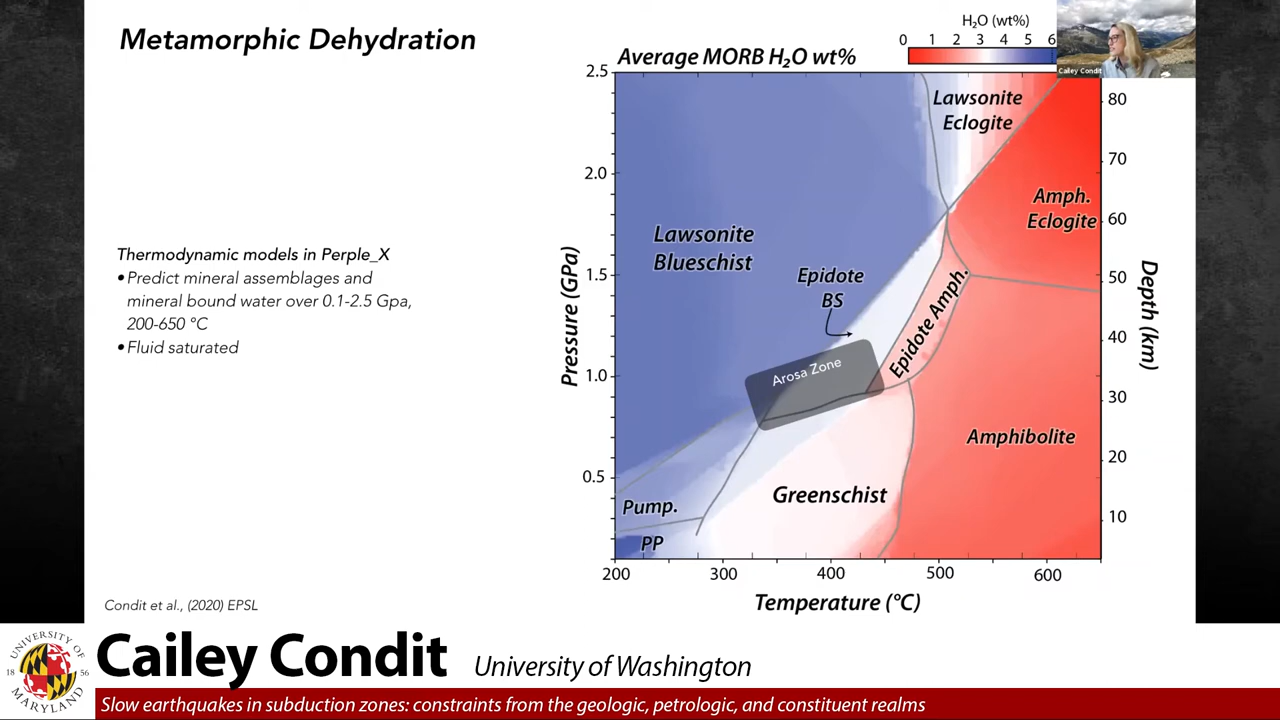 Metamorphic Dehydration
Thermodynamic models in Perple_X
•Predict mineral assemblages and
mineral bound water over 0.1-2.5 Gpa,
200-650 °C
•Fluid saturated
Condit et al., (2020) EPSL
H₂O (wt%)
0 1 2 3 4 5 6
Average MORB H₂O wt%
Cailey Condit
2.5
2.0
1.5
1.0
0.5
Pressure (GPa)
Lawsonite
Eclogite
Amph.
Eclogite
Lawsonite
Blueschist
Epidote
BS
Epidote Amph.
Arosa Zone
Amphibolite
Greenschist
Pump.
PP
80
70
60
50
40
30
20
10
Depth (km)
200 300 400 500 600
Temperature (°C)
UNIVERSITY OF
18 56
MARYLAND
Cailey Condit University of Washington
Slow earthquakes in subduction zones: constraints from the geologic, petrologic, and constituent realms